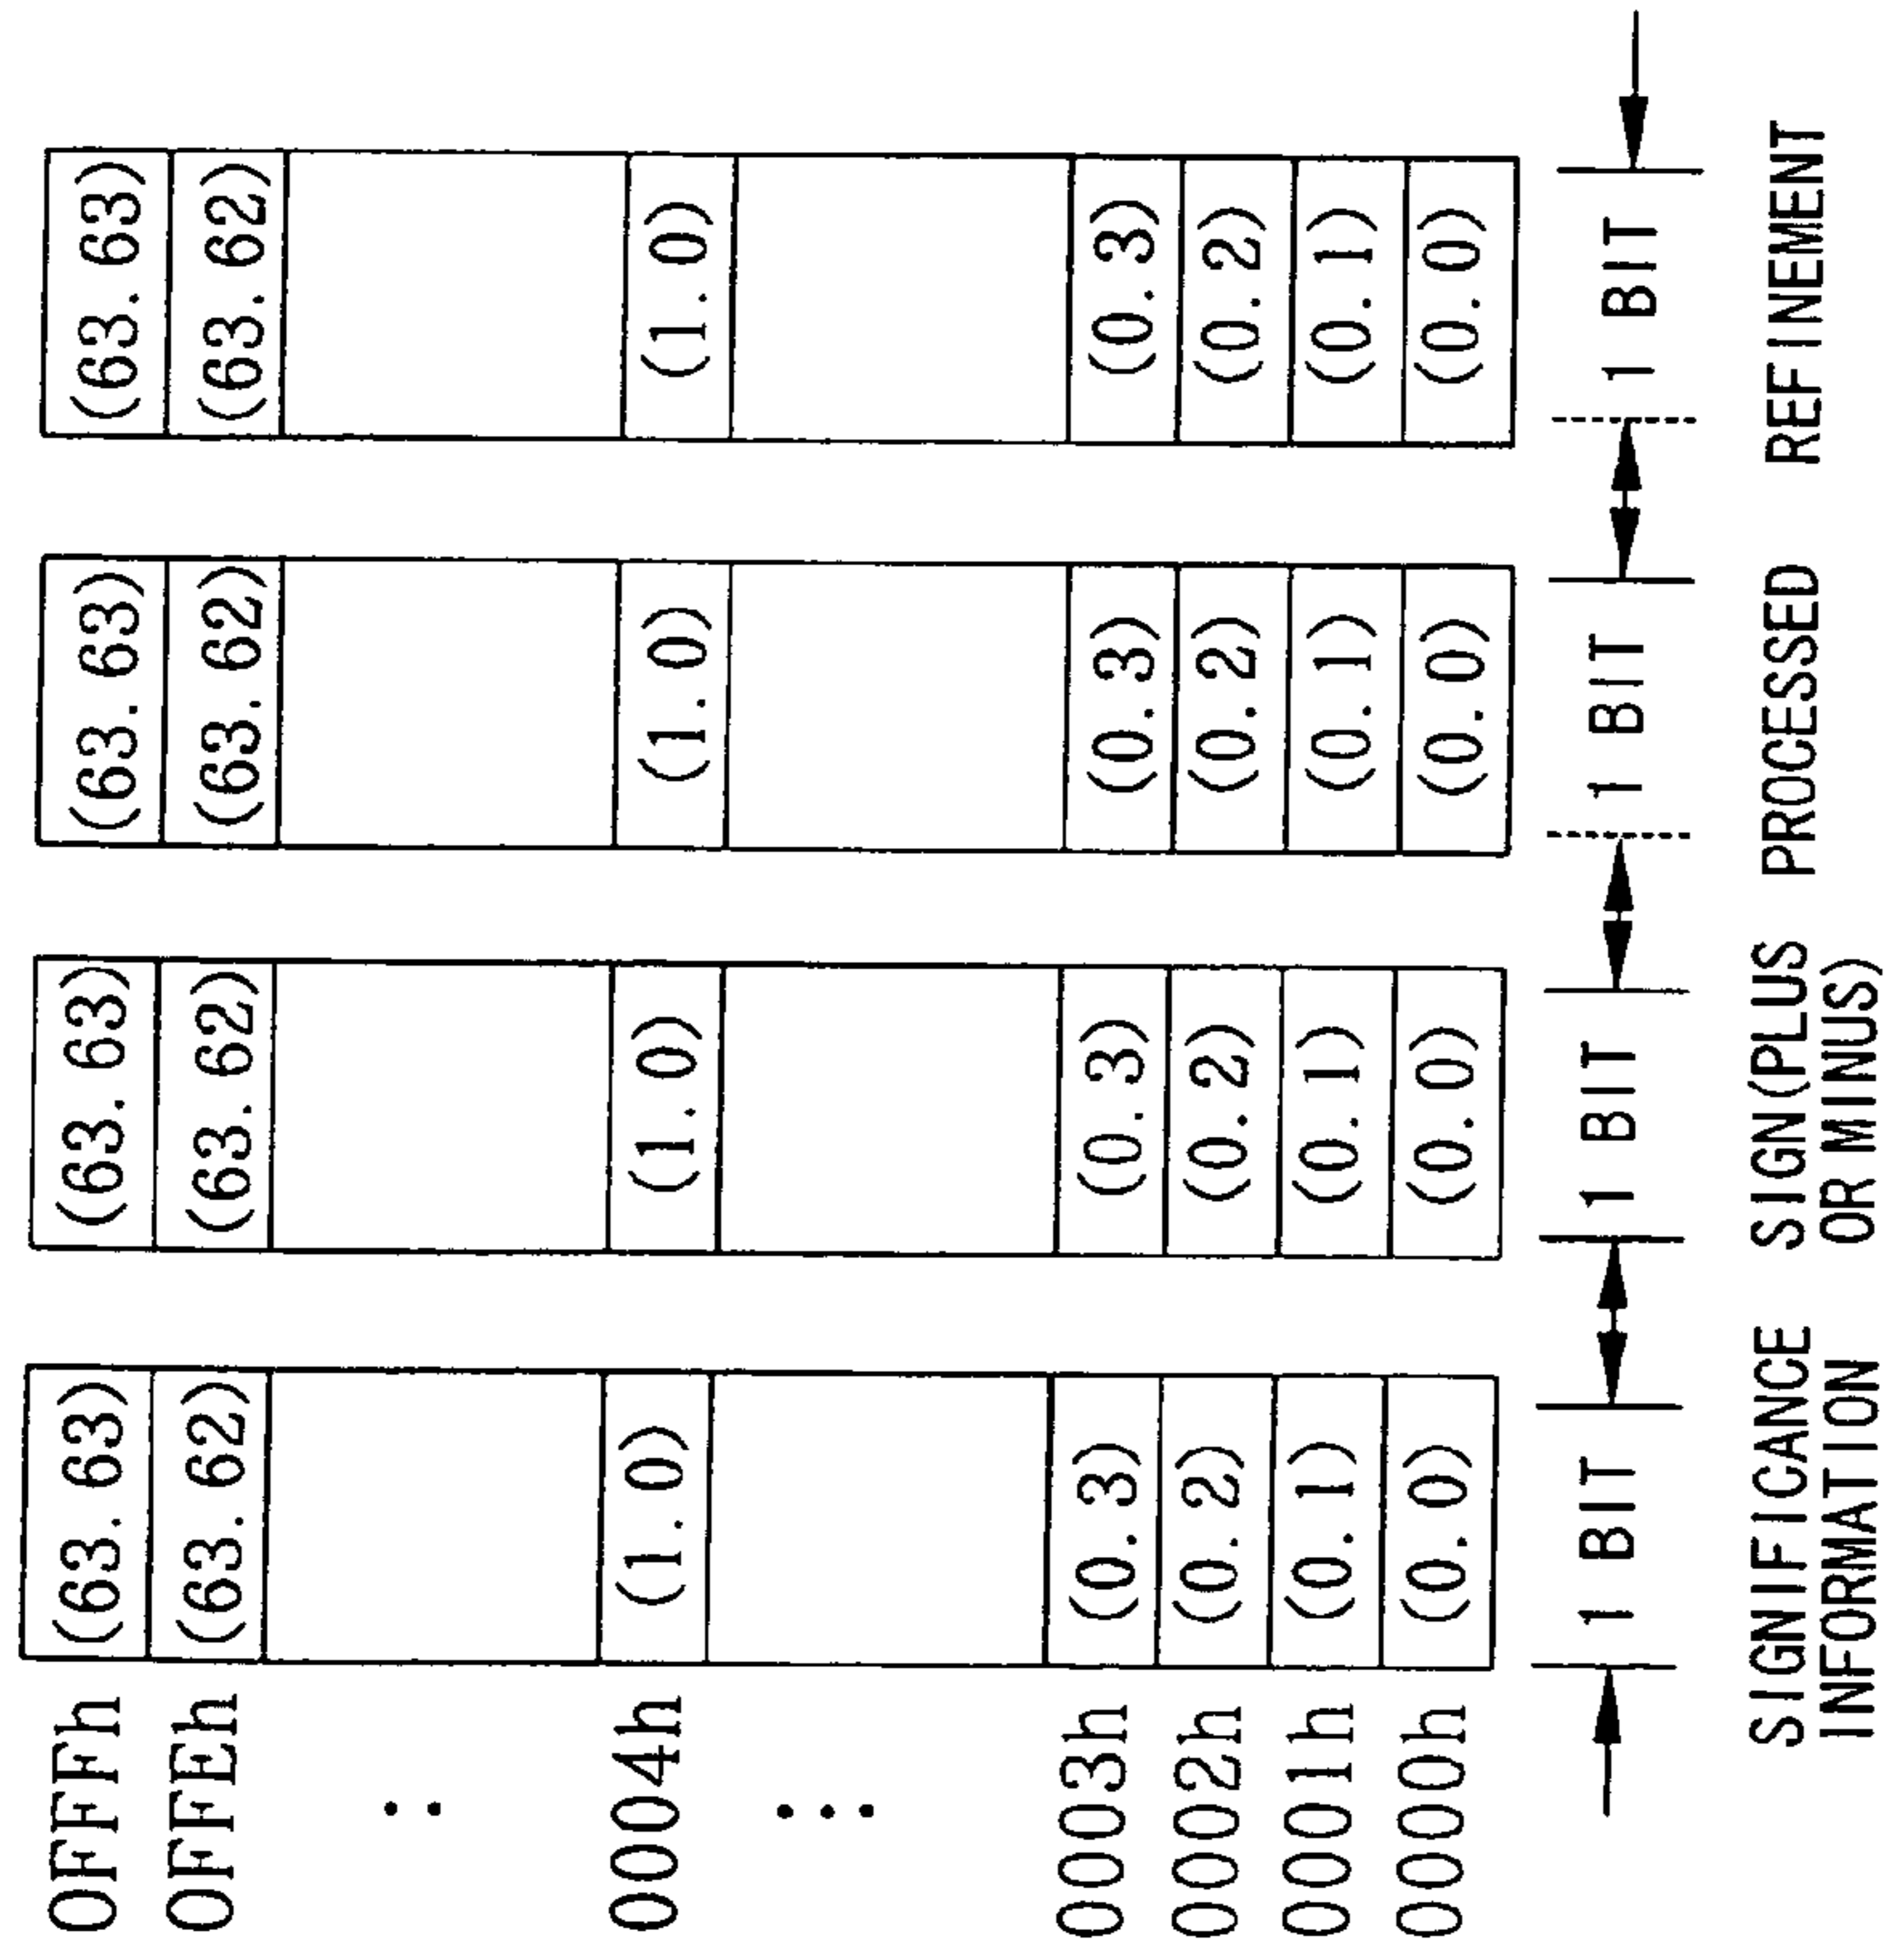 0FFFh (63.63) (63.63) (63.63) (63.63)
0FFEh (63.62) (63.62) (63.62) (63.62)
0004h (1.0) (1.0) (1.0) (1.0)
0003h (0.3) (0.3) (0.3) (0.3)
0002h (0.2) (0.2) (0.2) (0.2)
0001h (0.1) (0.1) (0.1) (0.1)
0000h (0.0) (0.0) (0.0) (0.0)
1 BIT 1 BIT 1 BIT 1 BIT
SIGNIFICANCE SIGN(PLUS PROCESSED REFINEMENT
INFORMATION OR MINUS)